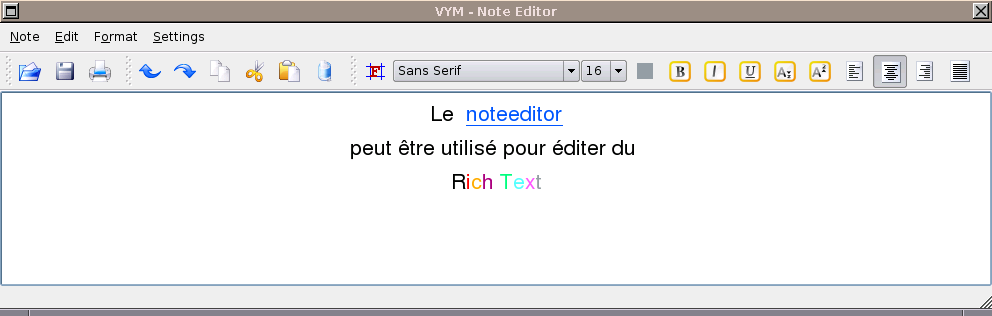 VYM - Note Editor
Note Edit Format Settings
F Sans Serif 16 B I U A A
Le noteeditor
peut être utilisé pour éditer du
Rich Text